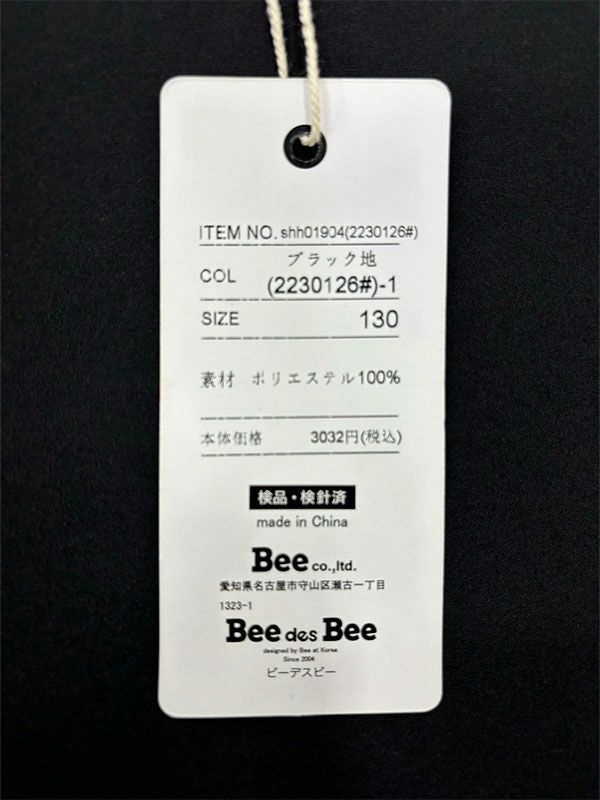 ITEM NO. shh01904(2230126#)
ブラック地
COL (2230126#)-1
SIZE 130
素材 ポリエステル100%
本体価格 3032円(税込)
検品・検針済
made in China
Bee co.,ltd.
愛知県名古屋市守山区瀬古一丁目
1323-1
Bee des Bee
designed by Bee at Korea
Since 2004
ビーデスビー